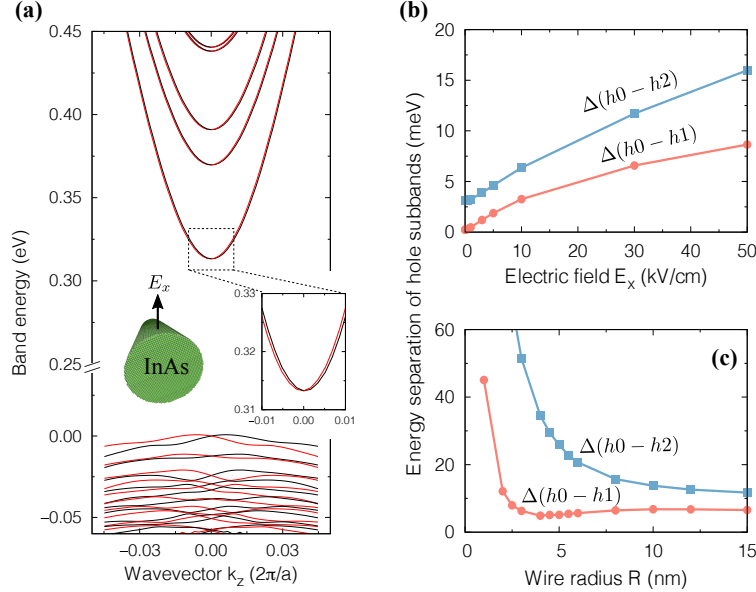 (a)
Band energy (eV)
0.45
0.40
0.35
0.30
0.25
0.00
−0.05
E_x
InAs
0.33
0.32
0.31
−0.01 0.00 0.01
−0.03 0.00 0.03
Wavevector k_z (2π/a)
Energy separation of hole subbands (meV)
(b)
20
15
10
5
0
Δ(h0 − h2)
Δ(h0 − h1)
0 10 20 30 40 50
Electric field E_x (kV/cm)
(c)
60
40
20
0
Δ(h0 − h2)
Δ(h0 − h1)
0 5 10 15
Wire radius R (nm)